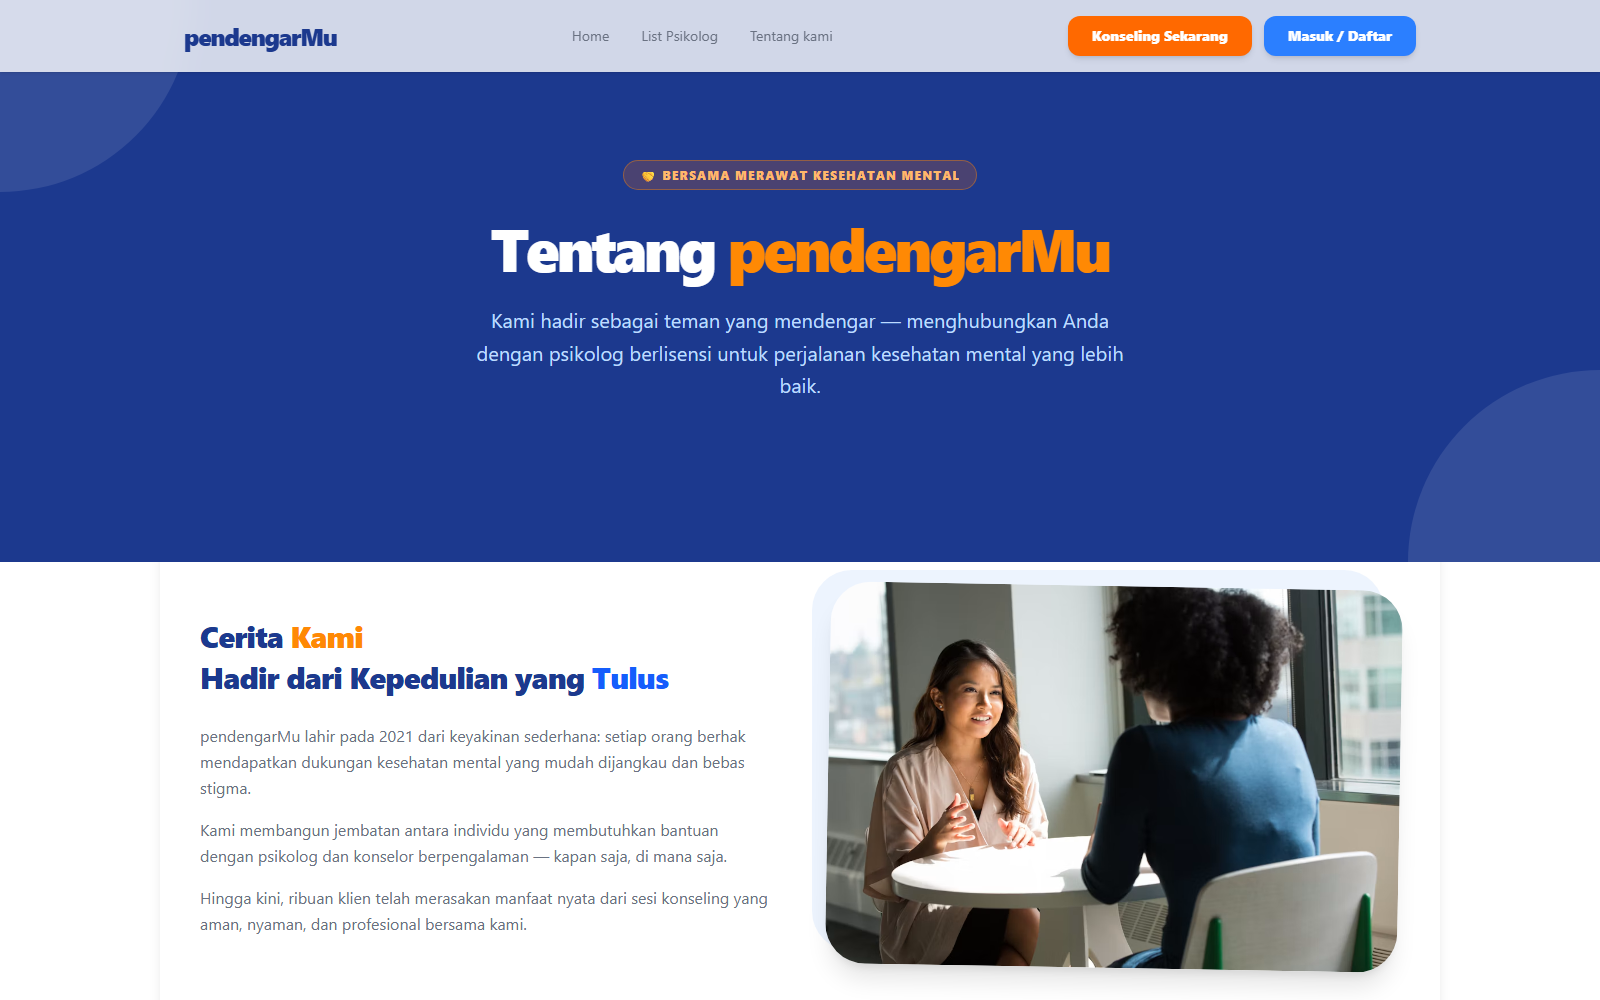 pendengarMu
Home
List Psikolog
Tentang kami
Konseling Sekarang
Masuk / Daftar
BERSAMA MERAWAT KESEHATAN MENTAL
Tentang pendengarMu
Kami hadir sebagai teman yang mendengar — menghubungkan Anda
dengan psikolog berlisensi untuk perjalanan kesehatan mental yang lebih
baik.
Cerita Kami
Hadir dari Kepedulian yang Tulus
pendengarMu lahir pada 2021 dari keyakinan sederhana: setiap orang berhak
mendapatkan dukungan kesehatan mental yang mudah dijangkau dan bebas
stigma.
Kami membangun jembatan antara individu yang membutuhkan bantuan
dengan psikolog dan konselor berpengalaman — kapan saja, di mana saja.
Hingga kini, ribuan klien telah merasakan manfaat nyata dari sesi konseling yang
aman, nyaman, dan profesional bersama kami.